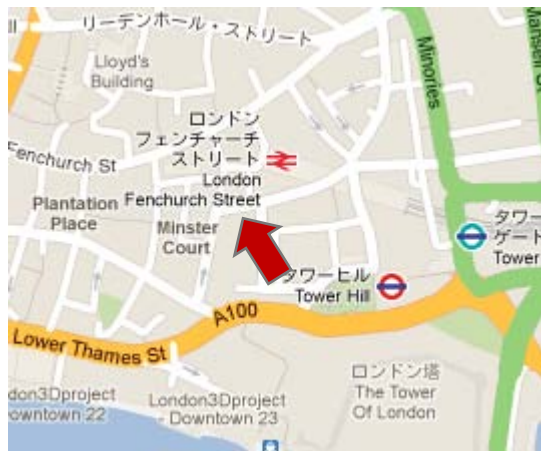 リーデンホール・ストリート
Lloyd's
Building
Minories
Mansell
ロンドン
フェンチャーチ
ストリート
London
Fenchurch Street
Fenchurch St
Plantation
Place
Minster
Court
タワー
ゲート
Tower
タワーヒル
Tower Hill
A100
Lower Thames St
ロンドン塔
The Tower
Of London
don3Dproject
owntown 22
London3Dproject
- Downtown 23